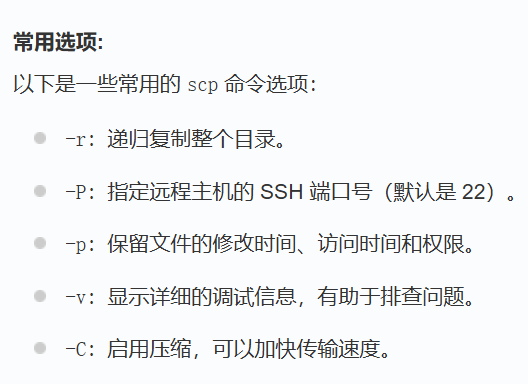 常用选项:
以下是一些常用的 scp 命令选项：
-r：递归复制整个目录。
-P：指定远程主机的 SSH 端口号（默认是 22）。
-p：保留文件的修改时间、访问时间和权限。
-v：显示详细的调试信息，有助于排查问题。
-C：启用压缩，可以加快传输速度。